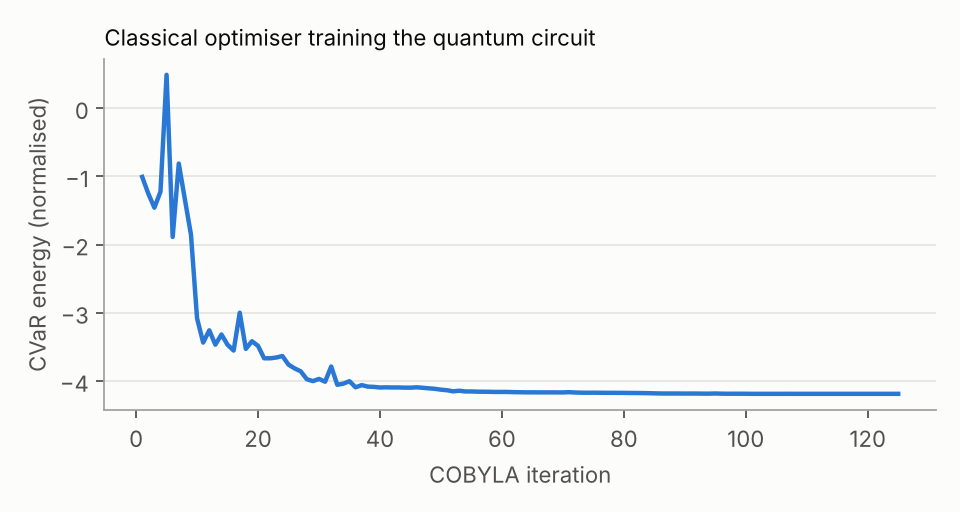 Classical optimiser training the quantum circuit
CVaR energy (normalised)
0
−1
−2
−3
−4
0 20 40 60 80 100 120
COBYLA iteration